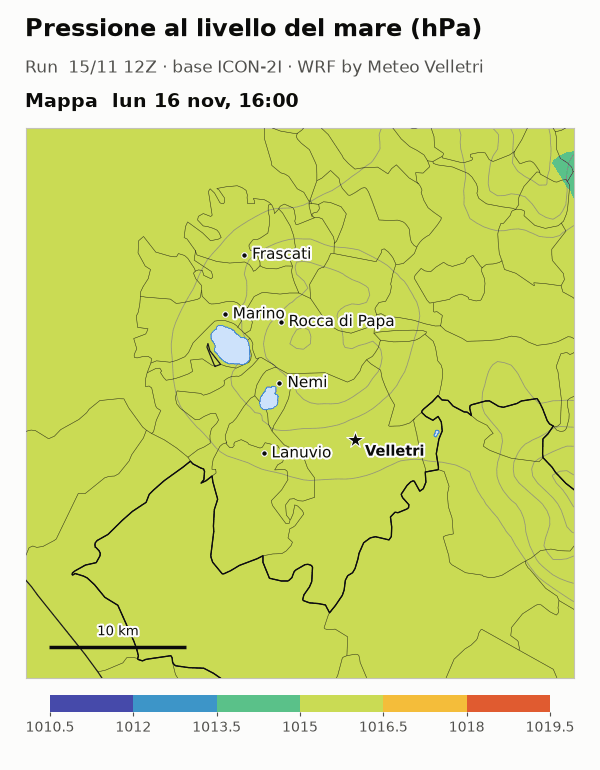 Pressione al livello del mare (hPa)
Run  15/11 12Z · base ICON-2I · WRF by Meteo Velletri
Mappa  lun 16 nov, 16:00
Frascati
Marino
Rocca di Papa
Nemi
Velletri
Lanuvio
10 km
1010.5 1012 1013.5 1015 1016.5 1018 1019.5